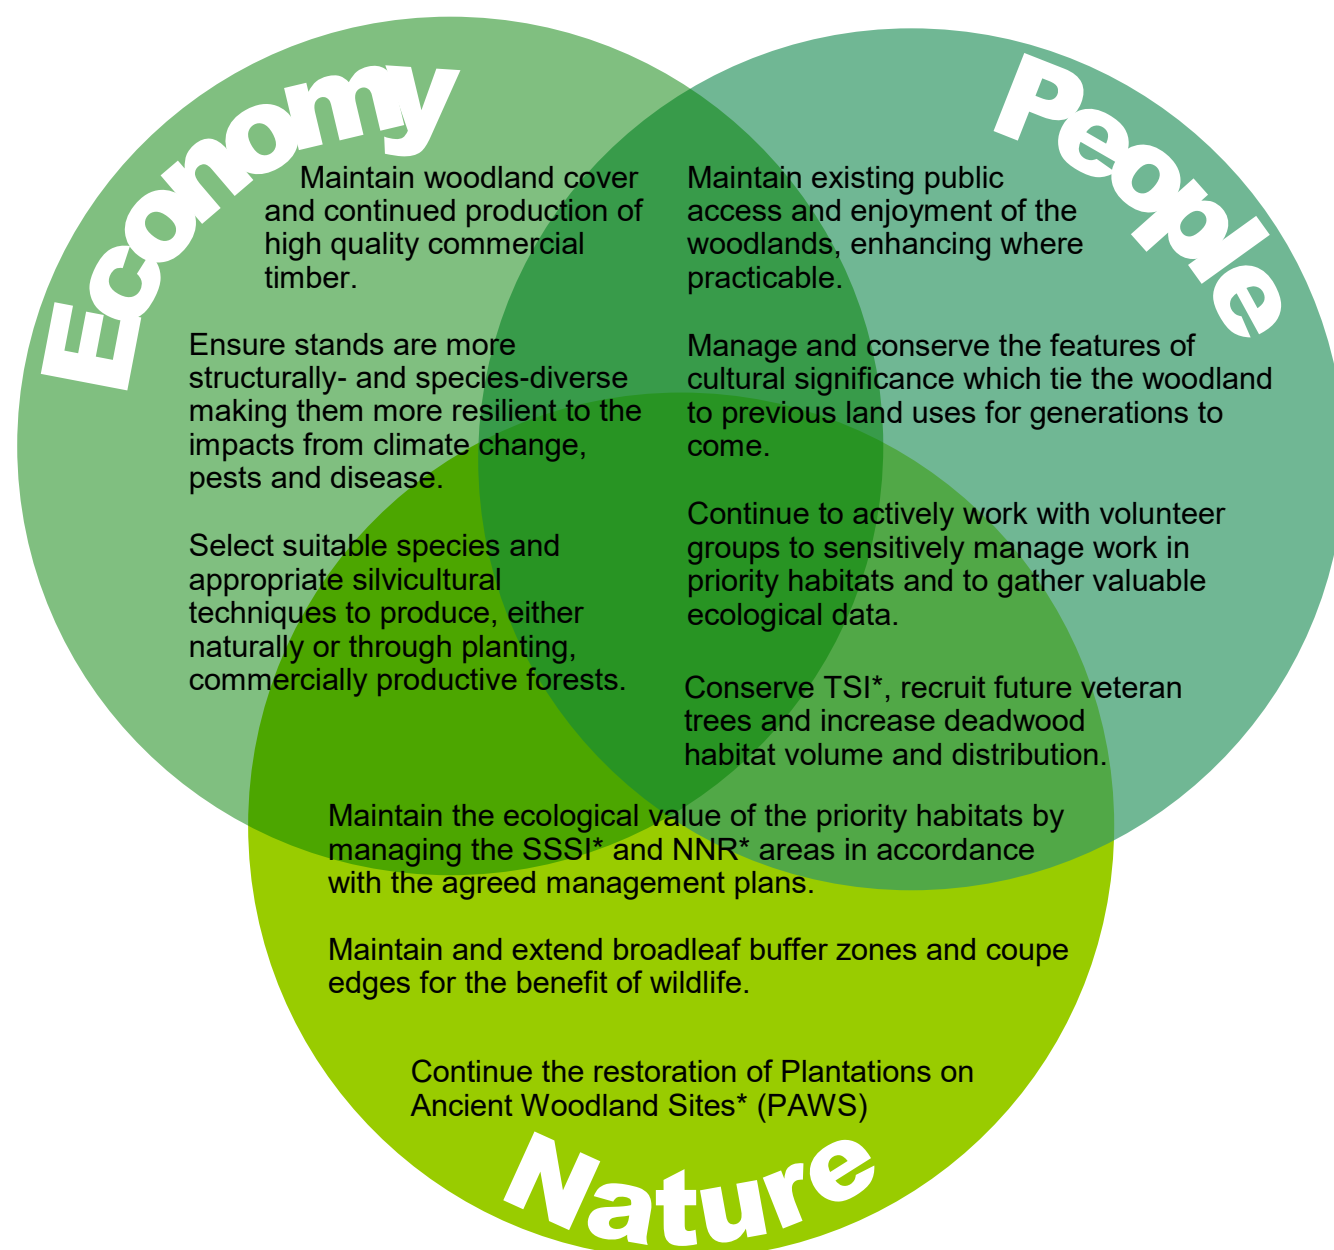 Economy
Maintain woodland cover
and continued production of
high quality commercial
timber.
Ensure stands are more
structurally- and species-diverse
making them more resilient to the
impacts from climate change,
pests and disease.
Select suitable species and
appropriate silvicultural
techniques to produce, either
naturally or through planting,
commercially productive forests.
People
Maintain existing public
access and enjoyment of the
woodlands, enhancing where
practicable.
Manage and conserve the features of
cultural significance which tie the woodland
to previous land uses for generations to
come.
Continue to actively work with volunteer
groups to sensitively manage work in
priority habitats and to gather valuable
ecological data.
Conserve TSI*, recruit future veteran
trees and increase deadwood
habitat volume and distribution.
Maintain the ecological value of the priority habitats by
managing the SSSI* and NNR* areas in accordance
with the agreed management plans.
Maintain and extend broadleaf buffer zones and coupe
edges for the benefit of wildlife.
Continue the restoration of Plantations on
Ancient Woodland Sites* (PAWS)
Nature